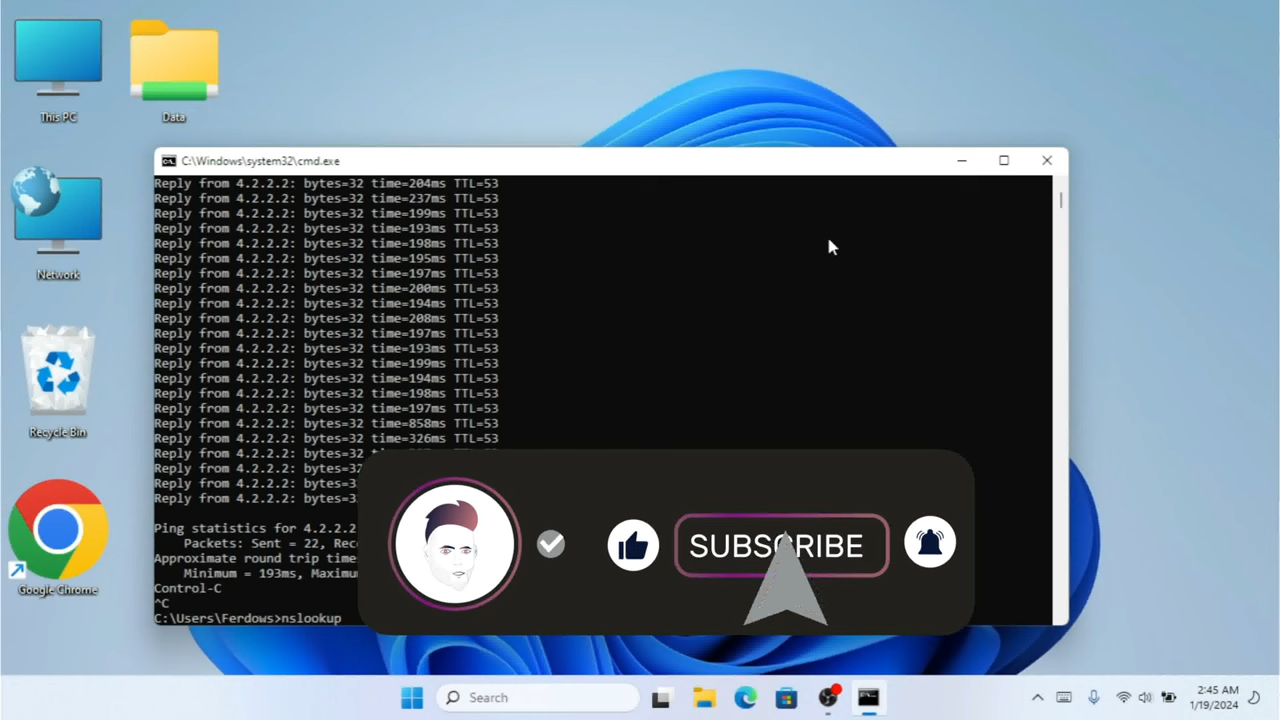 This PC
Data
Network
Recycle Bin
Google Chrome
C:\Windows\system32\cmd.exe
Reply from 4.2.2.2: bytes=32 time=204ms TTL=53
Reply from 4.2.2.2: bytes=32 time=237ms TTL=53
Reply from 4.2.2.2: bytes=32 time=199ms TTL=53
Reply from 4.2.2.2: bytes=32 time=193ms TTL=53
Reply from 4.2.2.2: bytes=32 time=198ms TTL=53
Reply from 4.2.2.2: bytes=32 time=195ms TTL=53
Reply from 4.2.2.2: bytes=32 time=197ms TTL=53
Reply from 4.2.2.2: bytes=32 time=200ms TTL=53
Reply from 4.2.2.2: bytes=32 time=194ms TTL=53
Reply from 4.2.2.2: bytes=32 time=208ms TTL=53
Reply from 4.2.2.2: bytes=32 time=197ms TTL=53
Reply from 4.2.2.2: bytes=32 time=193ms TTL=53
Reply from 4.2.2.2: bytes=32 time=199ms TTL=53
Reply from 4.2.2.2: bytes=32 time=194ms TTL=53
Reply from 4.2.2.2: bytes=32 time=198ms TTL=53
Reply from 4.2.2.2: bytes=32 time=197ms TTL=53
Reply from 4.2.2.2: bytes=32 time=858ms TTL=53
Reply from 4.2.2.2: bytes=32 time=326ms TTL=53
Reply from 4.2.2.2: bytes=32
Reply from 4.2.2.2: bytes=32
Reply from 4.2.2.2: bytes=3
Reply from 4.2.2.2: bytes=3
Ping statistics for 4.2.2.2
Packets: Sent = 22, Rec
Approximate round trip time
Minimum = 193ms, Maximum
Control-C
^C
C:\Users\Ferdows>nslookup
SUBSCRIBE
Search
2:45 AM
1/19/2024